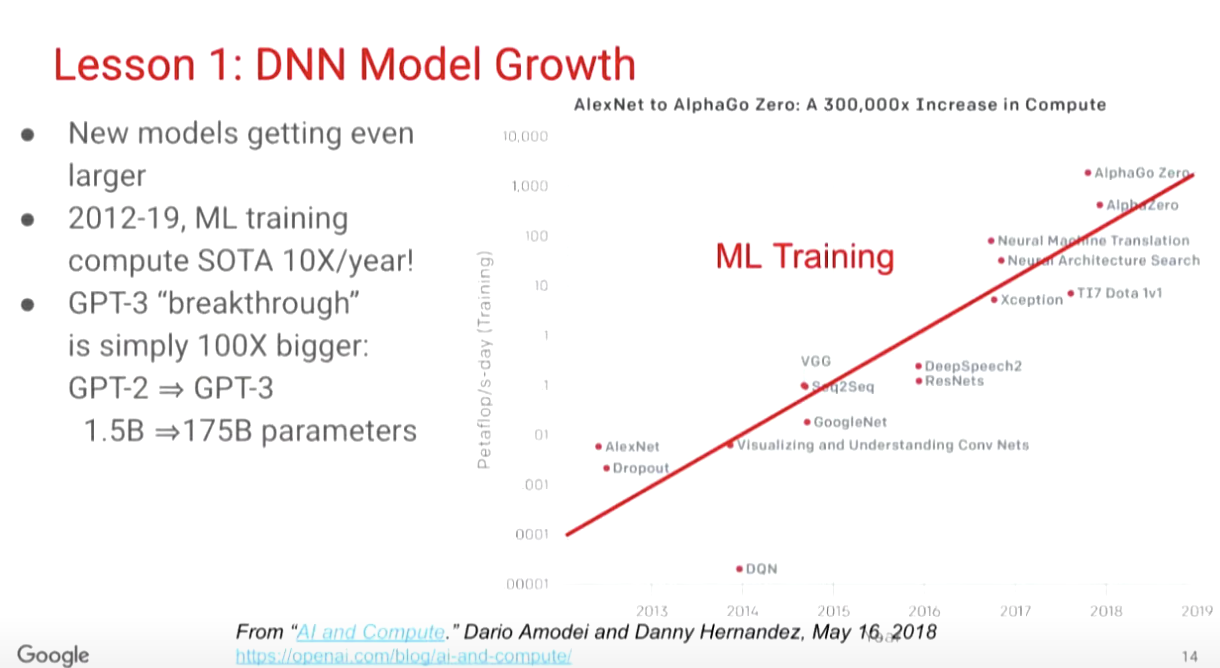 Lesson 1: DNN Model Growth
● New models getting even
larger
● 2012-19, ML training
compute SOTA 10X/year!
● GPT-3 “breakthrough”
is simply 100X bigger:
GPT-2 ⇒ GPT-3
1.5B ⇒175B parameters
AlexNet to AlphaGo Zero: A 300,000x Increase in Compute
Petaflop/s-day (Training)
10,000
1,000
100
10
1
1
01
001
0001
00001
ML Training
AlphaGo Zero
AlphaZero
Neural Machine Translation
Neural Architecture Search
TI7 Dota 1v1
Xception
VGG
DeepSpeech2
Seq2Seq
ResNets
GoogleNet
AlexNet
Visualizing and Understanding Conv Nets
Dropout
DQN
2013 2014 2015 2016 2017 2018 2019
From “AI and Compute.” Dario Amodei and Danny Hernandez, May 16, 2018
https://openai.com/blog/ai-and-compute/
Google
14